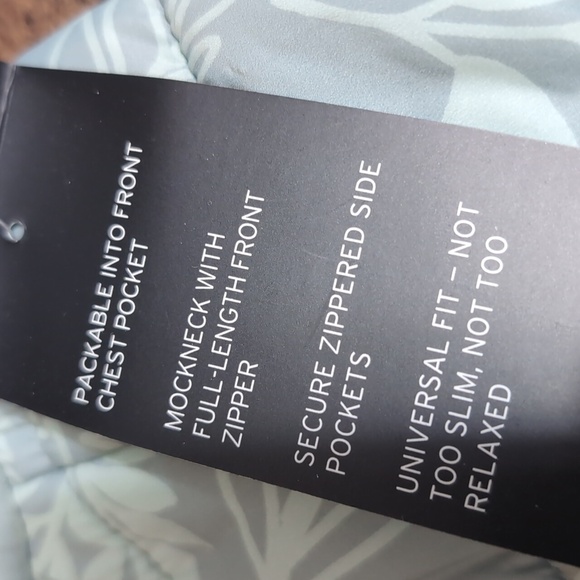 PACKABLE INTO FRONT
CHEST POCKET
MOCKNECK WITH
FULL-LENGTH FRONT
ZIPPER
SECURE ZIPPERED SIDE
POCKETS
UNIVERSAL FIT – NOT
TOO SLIM, NOT TOO
RELAXED